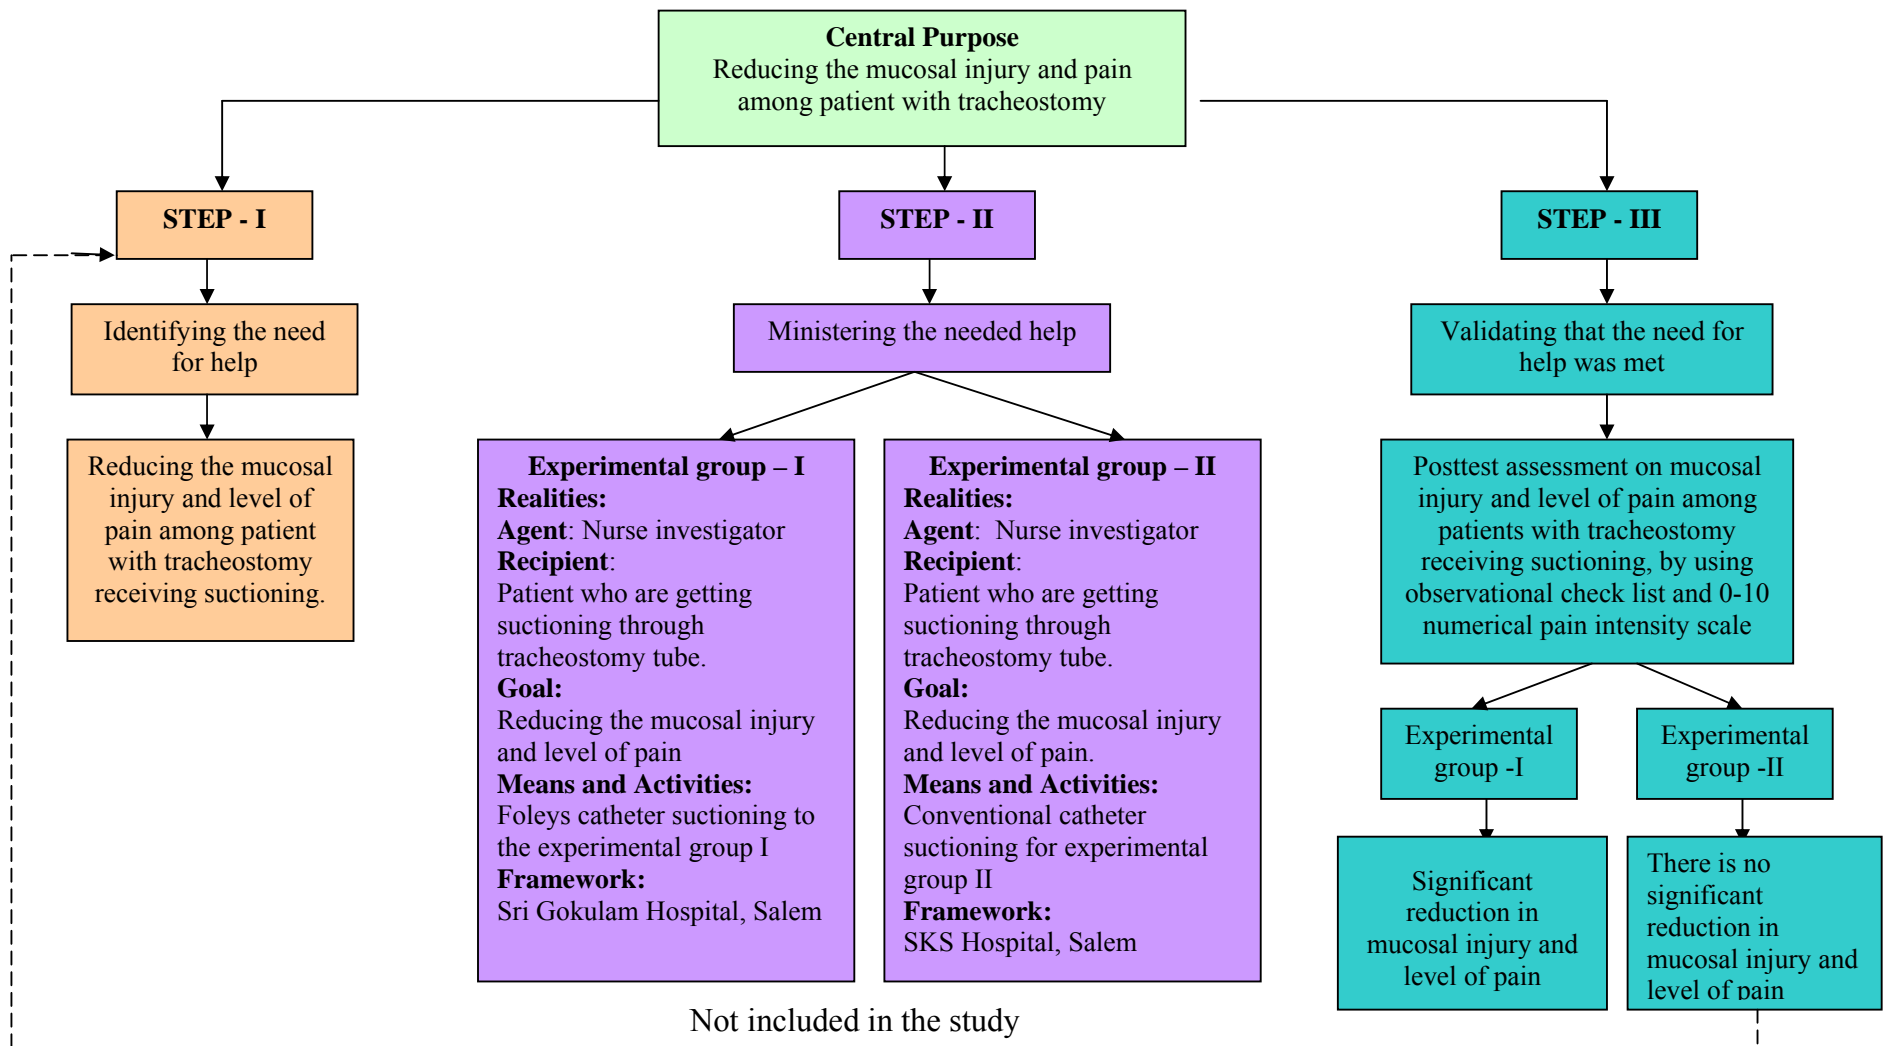 Central Purpose
Reducing the mucosal injury and pain
among patient with tracheostomy
STEP - I
STEP - II
STEP - III
Identifying the need
for help
Ministering the needed help
Validating that the need for
help was met
Reducing the mucosal
injury and level of
pain among patient
with tracheostomy
receiving suctioning.
Experimental group – I
Realities:
Agent: Nurse investigator
Recipient:
Patient who are getting
suctioning through
tracheostomy tube.
Goal:
Reducing the mucosal injury
and level of pain
Means and Activities:
Foleys catheter suctioning to
the experimental group I
Framework:
Sri Gokulam Hospital, Salem
Experimental group – II
Realities:
Agent:  Nurse investigator
Recipient:
Patient who are getting
suctioning through
tracheostomy tube.
Goal:
Reducing the mucosal injury
and level of pain.
Means and Activities:
Conventional catheter
suctioning for experimental
group II
Framework:
SKS Hospital, Salem
Posttest assessment on mucosal
injury and level of pain among
patients with tracheostomy
receiving suctioning, by using
observational check list and 0-10
numerical pain intensity scale
Experimental
group -I
Experimental
group -II
Significant
reduction in
mucosal injury and
level of pain
There is no
significant
reduction in
mucosal injury and
level of pain
Not included in the study